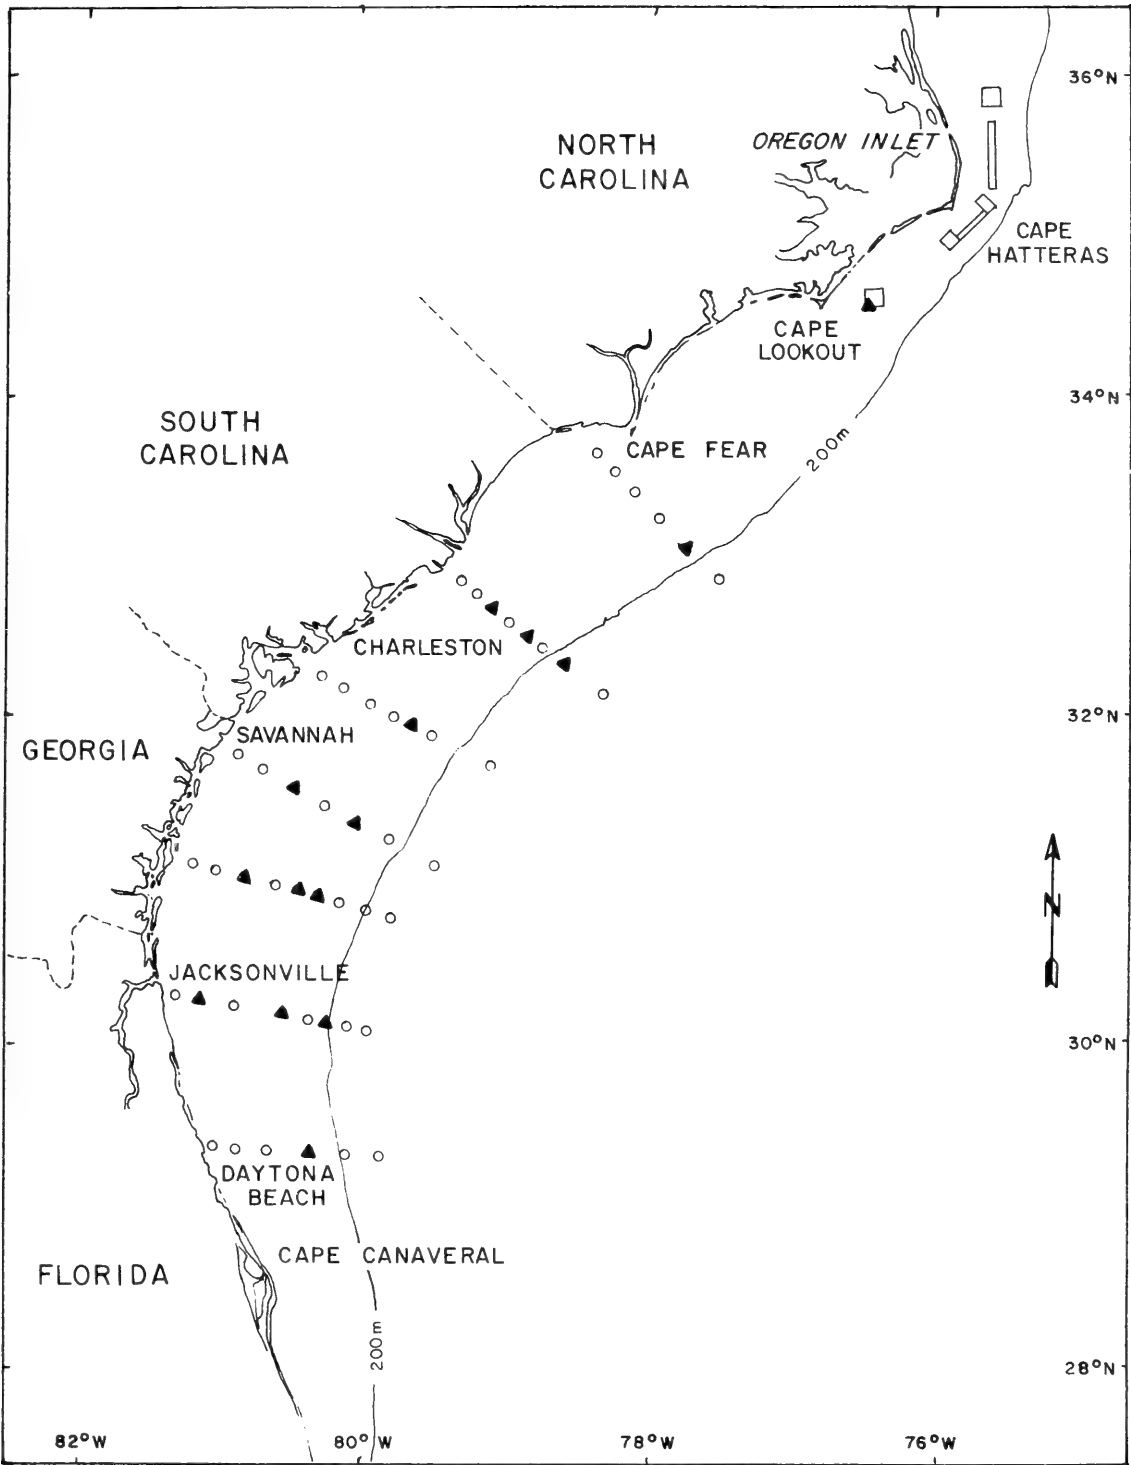 36°N
NORTH
CAROLINA
OREGON INLET
CAPE
HATTERAS
CAPE
LOOKOUT
34°N
SOUTH
CAROLINA
CAPE FEAR
200m
CHARLESTON
32°N
SAVANNAH
GEORGIA
N
JACKSONVILLE
30°N
DAYTONA
BEACH
CAPE CANAVERAL
FLORIDA
200m
28°N
82°W
80°W
78°W
76°W